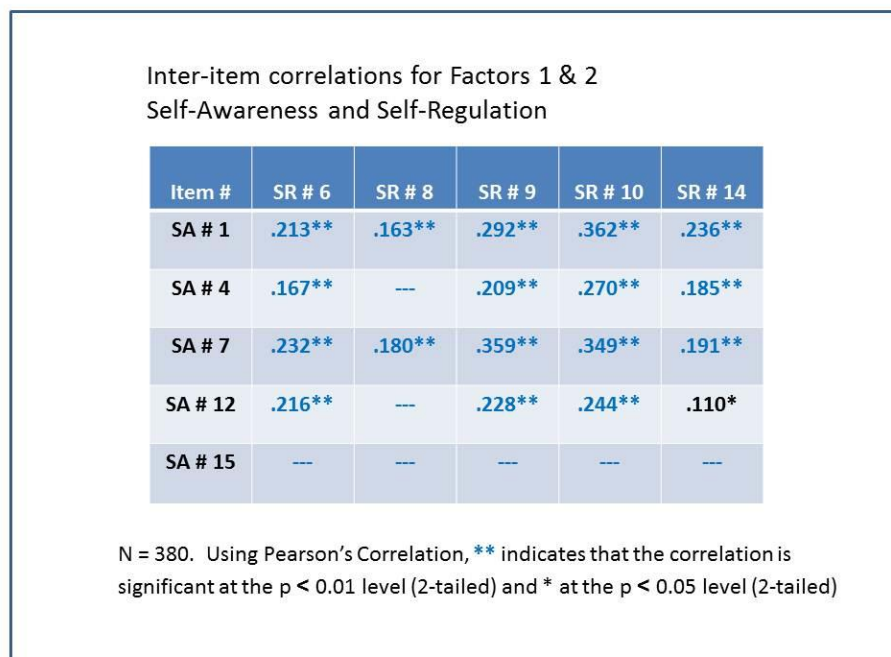 Inter-item correlations for Factors 1 & 2
Self-Awareness and Self-Regulation
Item # SR # 6 SR # 8 SR # 9 SR # 10 SR # 14
SA # 1 .213** .163** .292** .362** .236**
SA # 4 .167** --- .209** .270** .185**
SA # 7 .232** .180** .359** .349** .191**
SA # 12 .216** --- .228** .244** .110*
SA # 15 --- --- --- --- ---
N = 380. Using Pearson's Correlation, ** indicates that the correlation is
significant at the p < 0.01 level (2-tailed) and * at the p < 0.05 level (2-tailed)